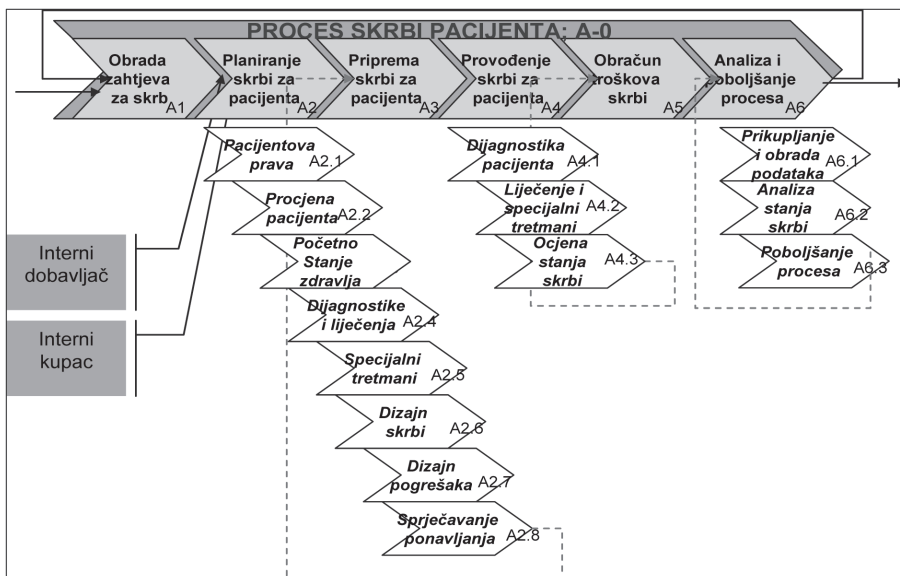 PROCES SKRBI PACIJENTA; A-0
Obrada
zahtjeva
za skrb
A1
Planiranje
skrbi za
pacijenta
A2
Priprema
skrbi za
pacijenta
A3
Provođenje
skrbi za
pacijenta
A4
Obračun
troškova
skrbi
A5
Analiza i
poboljšanje
procesa
A6
Pacijentova
prava
A2.1
Procjena
pacijenta
A2.2
Početno
Stanje
zdravlja
Dijagnostike
i liječenja
A2.4
Specijalni
tretmani
A2.5
Dizajn
skrbi
A2.6
Dizajn
pogrešaka
A2.7
Sprječavanje
ponavljanja
A2.8
Dijagnostika
pacijenta
A4.1
Liječenje i
specijalni
tretmani
A4.2
Ocjena
stanja
skrbi
A4.3
Prikupljanje
i obrada
podataka
A6.1
Analiza
stanja
skrbi
A6.2
Poboljšanje
procesa
A6.3
Interni
dobavljač
Interni
kupac